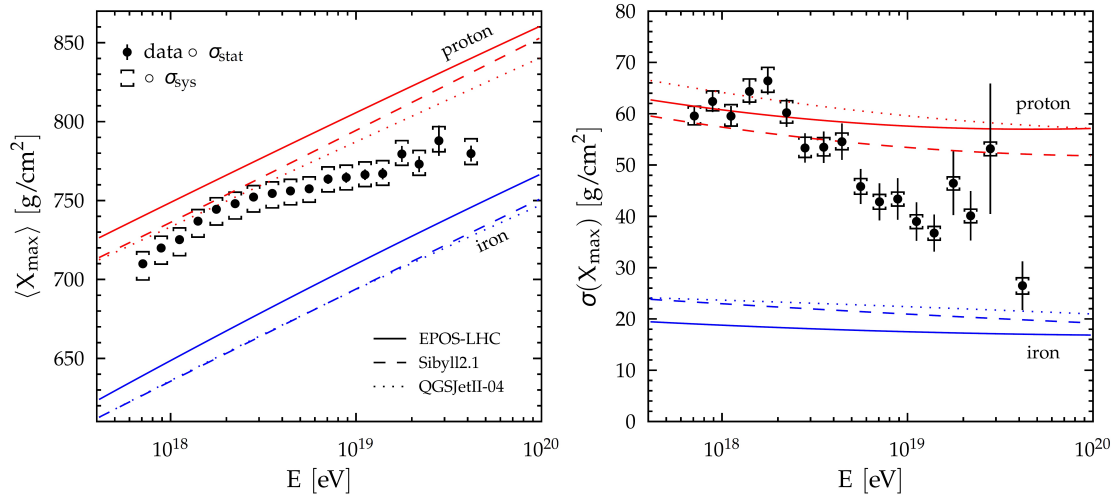 850
800
750
700
650
⟨Xmax⟩ [g/cm²]
data ○ σstat
○ σsys
proton
iron
EPOS-LHC
Sibyll2.1
QGSJetII-04
10¹⁸
10¹⁹
10²⁰
E [eV]
80
70
60
50
40
30
20
10
0
σ(Xmax) [g/cm²]
proton
iron
10¹⁸
10¹⁹
10²⁰
E [eV]